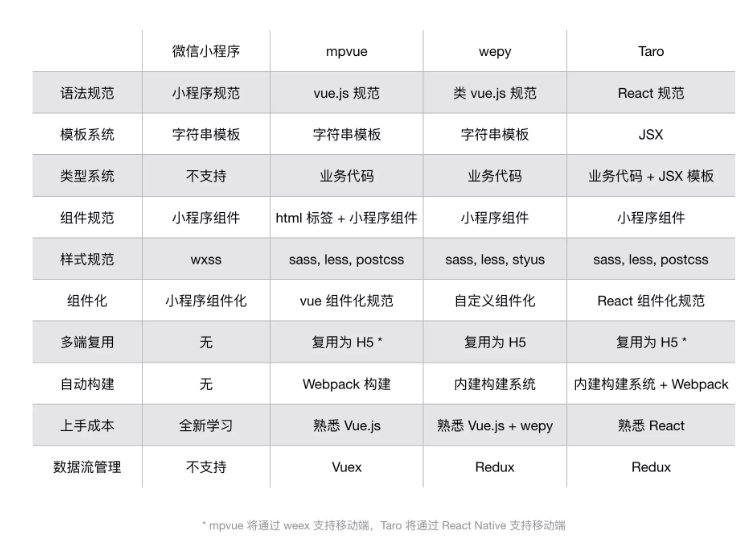 微信小程序 mpvue wepy Taro
语法规范 小程序规范 vue.js 规范 类 vue.js 规范 React 规范
模板系统 字符串模板 字符串模板 字符串模板 JSX
类型系统 不支持 业务代码 业务代码 业务代码 + JSX 模板
组件规范 小程序组件 html 标签 + 小程序组件 小程序组件 小程序组件
样式规范 wxss sass, less, postcss sass, less, styus sass, less, postcss
组件化 小程序组件化 vue 组件化规范 自定义组件化 React 组件化规范
多端复用 无 复用为 H5 * 复用为 H5 复用为 H5 *
自动构建 无 Webpack 构建 内建构建系统 内建构建系统 + Webpack
上手成本 全新学习 熟悉 Vue.js 熟悉 Vue.js + wepy 熟悉 React
数据流管理 不支持 Vuex Redux Redux
* mpvue 将通过 weex 支持移动端，Taro 将通过 React Native 支持移动端